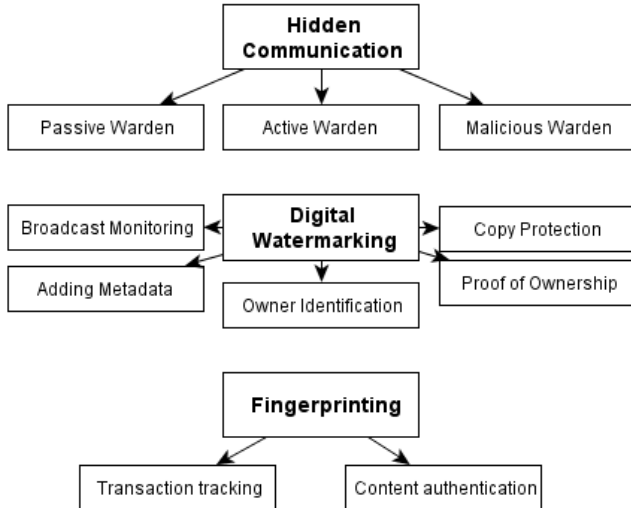 Hidden
Communication
Passive Warden
Active Warden
Malicious Warden
Broadcast Monitoring
Digital
Watermarking
Copy Protection
Adding Metadata
Owner Identification
Proof of Ownership
Fingerprinting
Transaction tracking
Content authentication